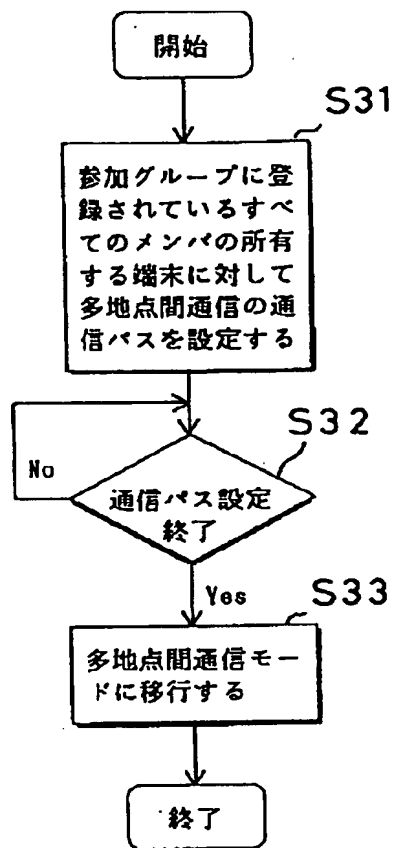 開始
S31
参加グループに登
録されているすべ
てのメンバの所有
する端末に対して
多地点間通信の通
信パスを設定する
S32
No
通信パス設定
終了
Yes
S33
多地点間通信モー
ドに移行する
終了